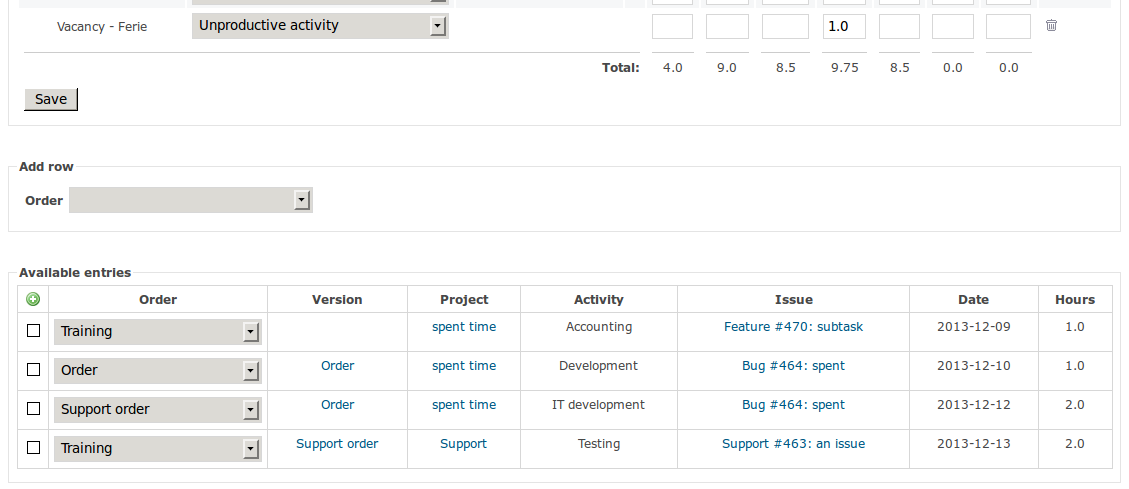 Vacancy - Ferie Unproductive activity 1.0
Total: 4.0 9.0 8.5 9.75 8.5 0.0 0.0
Save
Add row
Order
Available entries
Order Version Project Activity Issue Date Hours
Training spent time Accounting Feature #470: subtask 2013-12-09 1.0
Order Order spent time Development Bug #464: spent 2013-12-10 1.0
Support order Order spent time IT development Bug #464: spent 2013-12-12 2.0
Training Support order Support Testing Support #463: an issue 2013-12-13 2.0